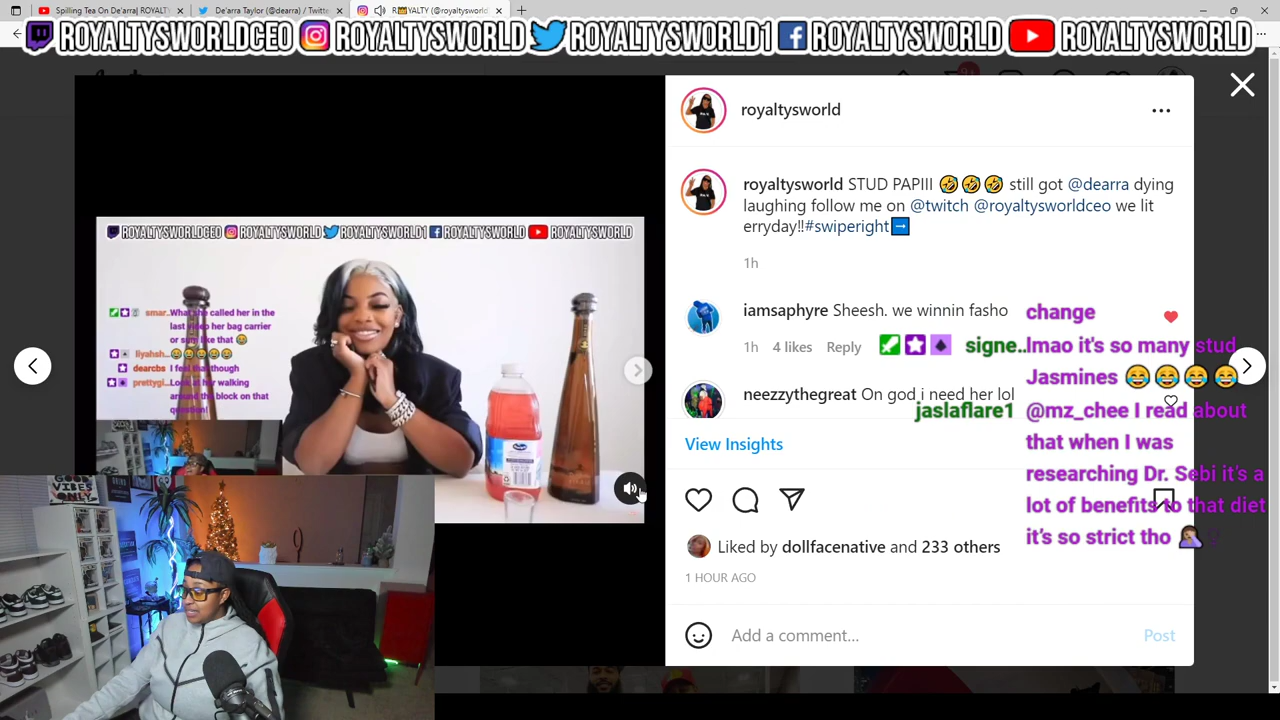 Spilling Tea On De'arra| ROYALT
De'arra Taylor (@dearra) / Twitte
YALTY (@royaltysworld
ROYALTYSWORLDCEO ROYALTYSWORLD ROYALTYSWORLD1 ROYALTYSWORLD ROYALTYSWORLD
royaltysworld
royaltysworld STUD PAPIII 🤣🤣🤣 still got @dearra dying
laughing follow me on @twitch @royaltysworldceo we lit
erryday!!#swiperight➡
1h
iamsaphyre Sheesh. we winnin fasho
1h 4 likes Reply
neezzythegreat On god i need her lol
View Insights
Liked by dollfacenative and 233 others
1 HOUR AGO
Add a comment...
Post
change
signe.. lmao it's so many stud
Jasmines 😂😂😂😂
jaslaflare1 @mz_chee I read about
that when I was
researching Dr. Sebi it's a
lot of benefits to that diet
it's so strict tho 🤦🏽‍♀
ROYALTYSWORLDCEO ROYALTYSWORLD ROYALTYSWORLD1 ROYALTYSWORLD ROYALTYSWORLD
smar.. What she called her in the
last video her bag carrier
or sum like that 😂
liyahsh.. 😂😂😂😂😂
dearcbs I feel that though
prettygi.. Look at her walking
around the block on that
question!
GOOD
VIBES
ONLY